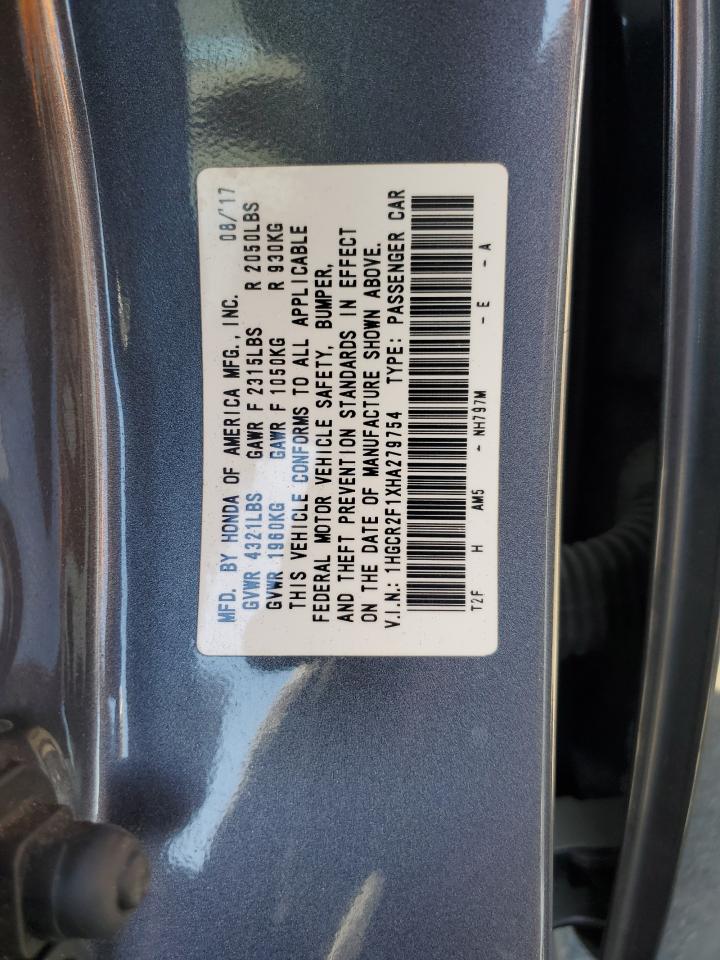 MFD. BY HONDA OF AMERICA MFG., INC. 08/'17
GVWR 4321LBS GAWR F 2315LBS R 2050LBS
GVWR 1960KG GAWR F 1050KG R 930KG
THIS VEHICLE CONFORMS TO ALL APPLICABLE
FEDERAL MOTOR VEHICLE SAFETY, BUMPER,
AND THEFT PREVENTION STANDARDS IN EFFECT
ON THE DATE OF MANUFACTURE SHOWN ABOVE.
V.I.N.: 1HGCR2F1XHA279754 TYPE: PASSENGER CAR
T2F H AM5 - NH797M - E - A